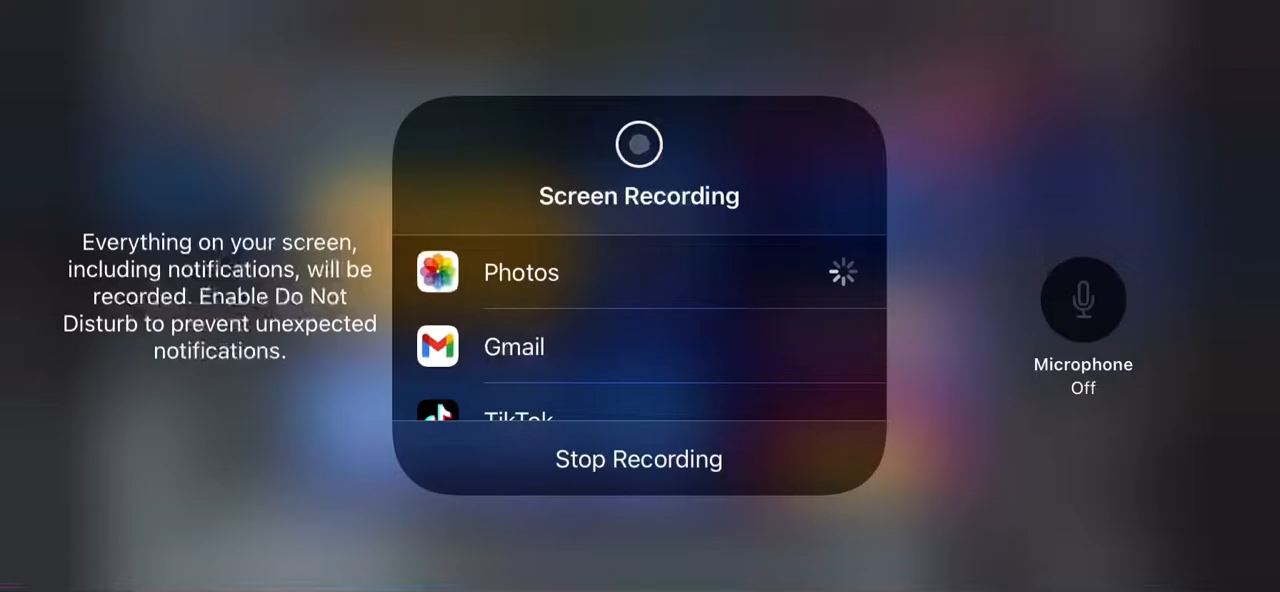 Screen Recording
Everything on your screen,
including notifications, will be
recorded. Enable Do Not
Disturb to prevent unexpected
notifications.
Photos
Gmail
TikTok
Stop Recording
Microphone
Off